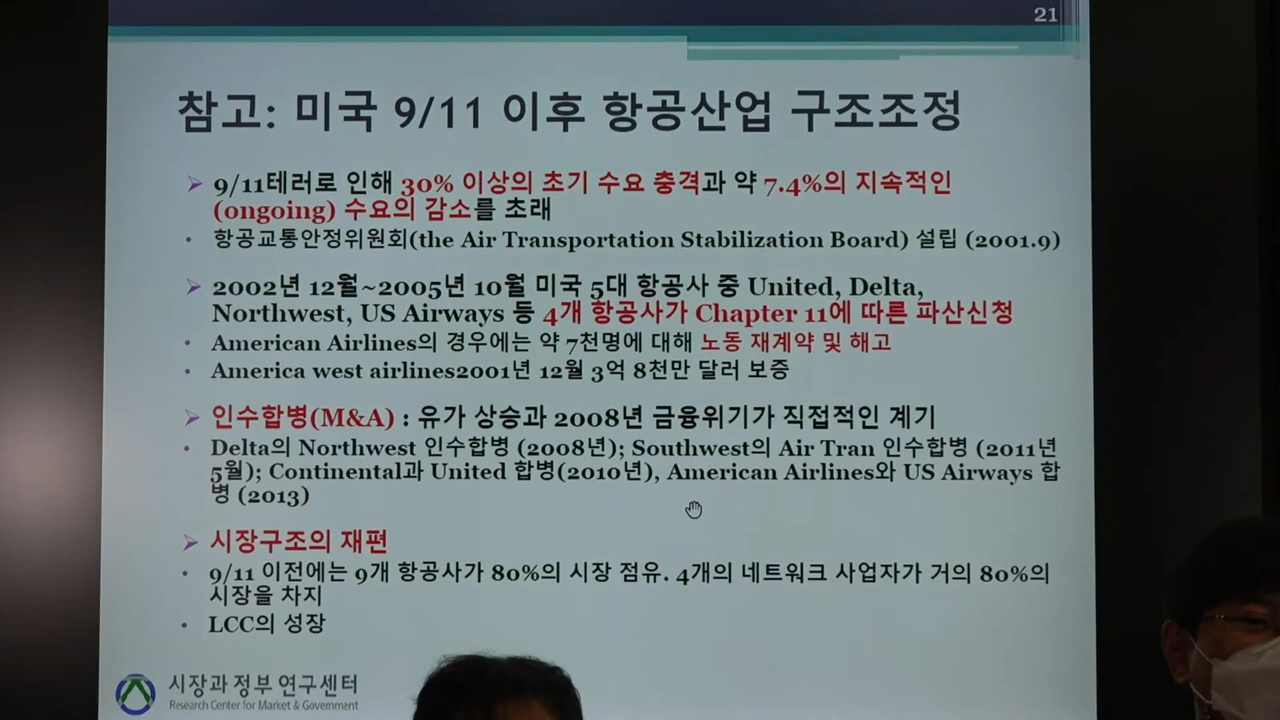 21
참고: 미국 9/11 이후 항공산업 구조조정
➢ 9/11테러로 인해 30% 이상의 초기 수요 충격과 약 7.4%의 지속적인
(ongoing) 수요의 감소를 초래
• 항공교통안정위원회(the Air Transportation Stabilization Board) 설립 (2001.9)
➢ 2002년 12월~2005년 10월 미국 5대 항공사 중 United, Delta,
Northwest, US Airways 등 4개 항공사가 Chapter 11에 따른 파산신청
• American Airlines의 경우에는 약 7천명에 대해 노동 재계약 및 해고
• America west airlines2001년 12월 3억 8천만 달러 보증
➢ 인수합병(M&A) : 유가 상승과 2008년 금융위기가 직접적인 계기
• Delta의 Northwest 인수합병 (2008년); Southwest의 Air Tran 인수합병 (2011년
5월); Continental과 United 합병(2010년), American Airlines와 US Airways 합
병 (2013)
➢ 시장구조의 재편
• 9/11 이전에는 9개 항공사가 80%의 시장 점유. 4개의 네트워크 사업자가 거의 80%의
시장을 차지
• LCC의 성장
시장과 정부 연구센터
Research Center for Market & Government